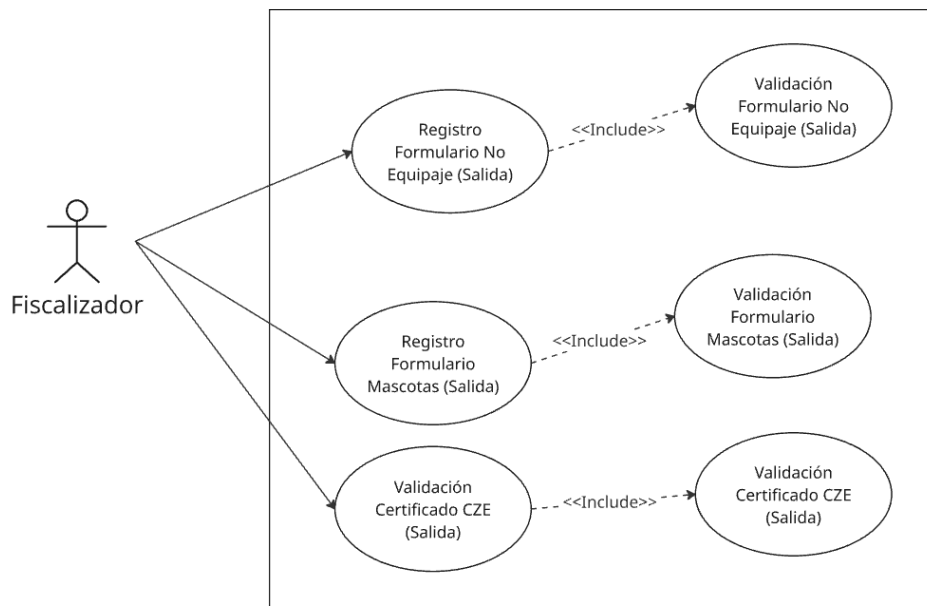 Fiscalizador
Registro
Formulario No
Equipaje (Salida)
<<Include>>
Validación
Formulario No
Equipaje (Salida)
Registro
Formulario
Mascotas (Salida)
<<Include>>
Validación
Formulario
Mascotas (Salida)
Validación
Certificado CZE
(Salida)
<<Include>>
Validación
Certificado CZE
(Salida)